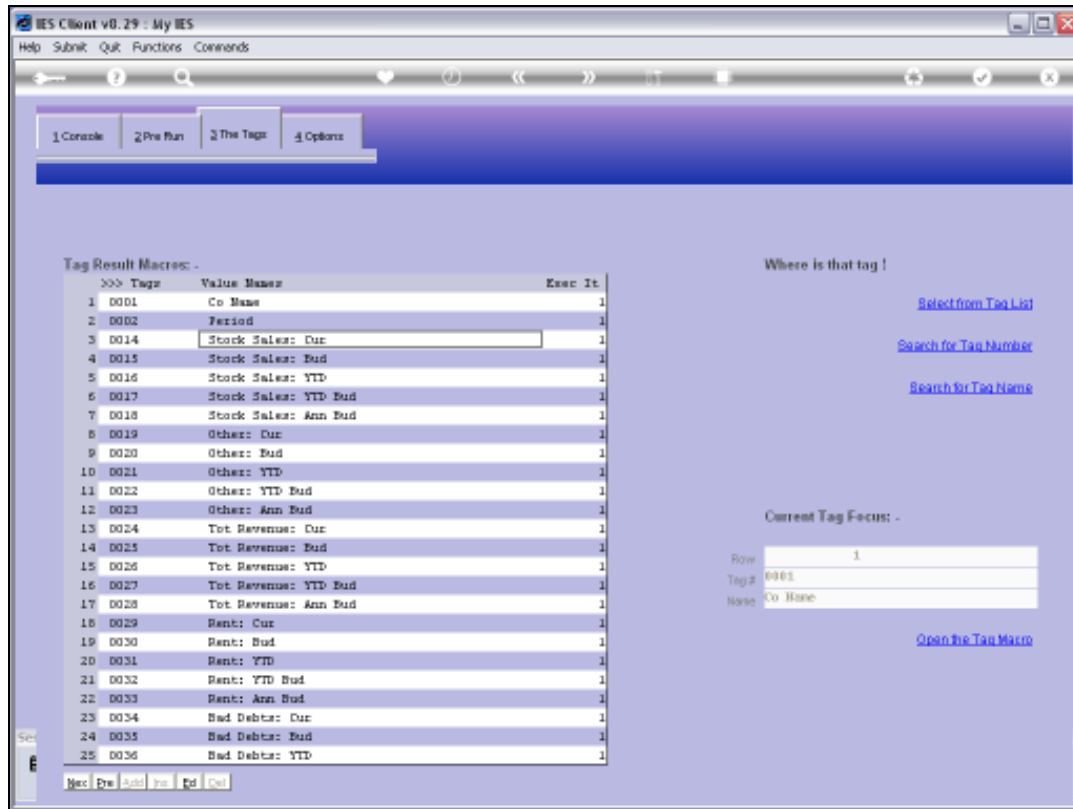 IES Client v8.29 : My IES
Help Submit Quit Functions Commands
1 Console 2 Pre Run 3 The Tags 4 Options
Tag Result Macros: -
>>> Tags Value Names Exec It
1 0001 Co Name 1
2 0002 Period 1
3 0014 Stock Sales: Cur 1
4 0015 Stock Sales: Bud 1
5 0016 Stock Sales: YTD 1
6 0017 Stock Sales: YTD Bud 1
7 0018 Stock Sales: Ann Bud 1
8 0019 Other: Cur 1
9 0020 Other: Bud 1
10 0021 Other: YTD 1
11 0022 Other: YTD Bud 1
12 0023 Other: Ann Bud 1
13 0024 Tot Revenue: Cur 1
14 0025 Tot Revenue: Bud 1
15 0026 Tot Revenue: YTD 1
16 0027 Tot Revenue: YTD Bud 1
17 0028 Tot Revenue: Ann Bud 1
18 0029 Rent: Cur 1
19 0030 Rent: Bud 1
20 0031 Rent: YTD 1
21 0032 Rent: YTD Bud 1
22 0033 Rent: Ann Bud 1
23 0034 Bad Debts: Cur 1
24 0035 Bad Debts: Bud 1
25 0036 Bad Debts: YTD 1
Nex Pre Add Ins Ed Del
Where is that tag !
Select from Tag List
Search for Tag Number
Search for Tag Name
Current Tag Focus: -
Row 1
Tag # 0001
Name Co Name
Open the Tag Macro